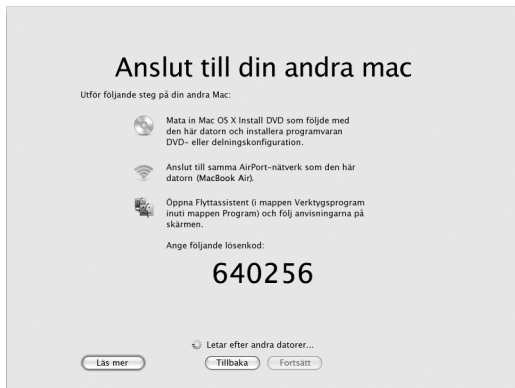 Anslut till din andra mac
Utför följande steg på din andra Mac:
Mata in Mac OS X Install DVD som följde med
den här datorn och installera programvaran
DVD- eller delningskonfiguration.
Anslut till samma AirPort-nätverk som den här
datorn (MacBook Air).
Öppna Flyttassistent (i mappen Verktygsprogram
inuti mappen Program) och följ anvisningarna på
skärmen.
Ange följande lösenkod:
640256
Letar efter andra datorer...
Läs mer
Tillbaka
Fortsätt